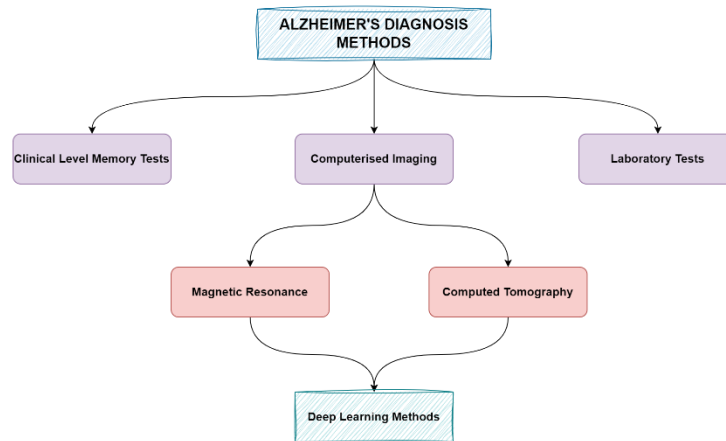 ALZHEIMER'S DIAGNOSIS
METHODS
Clinical Level Memory Tests
Computerised Imaging
Laboratory Tests
Magnetic Resonance
Computed Tomography
Deep Learning Methods